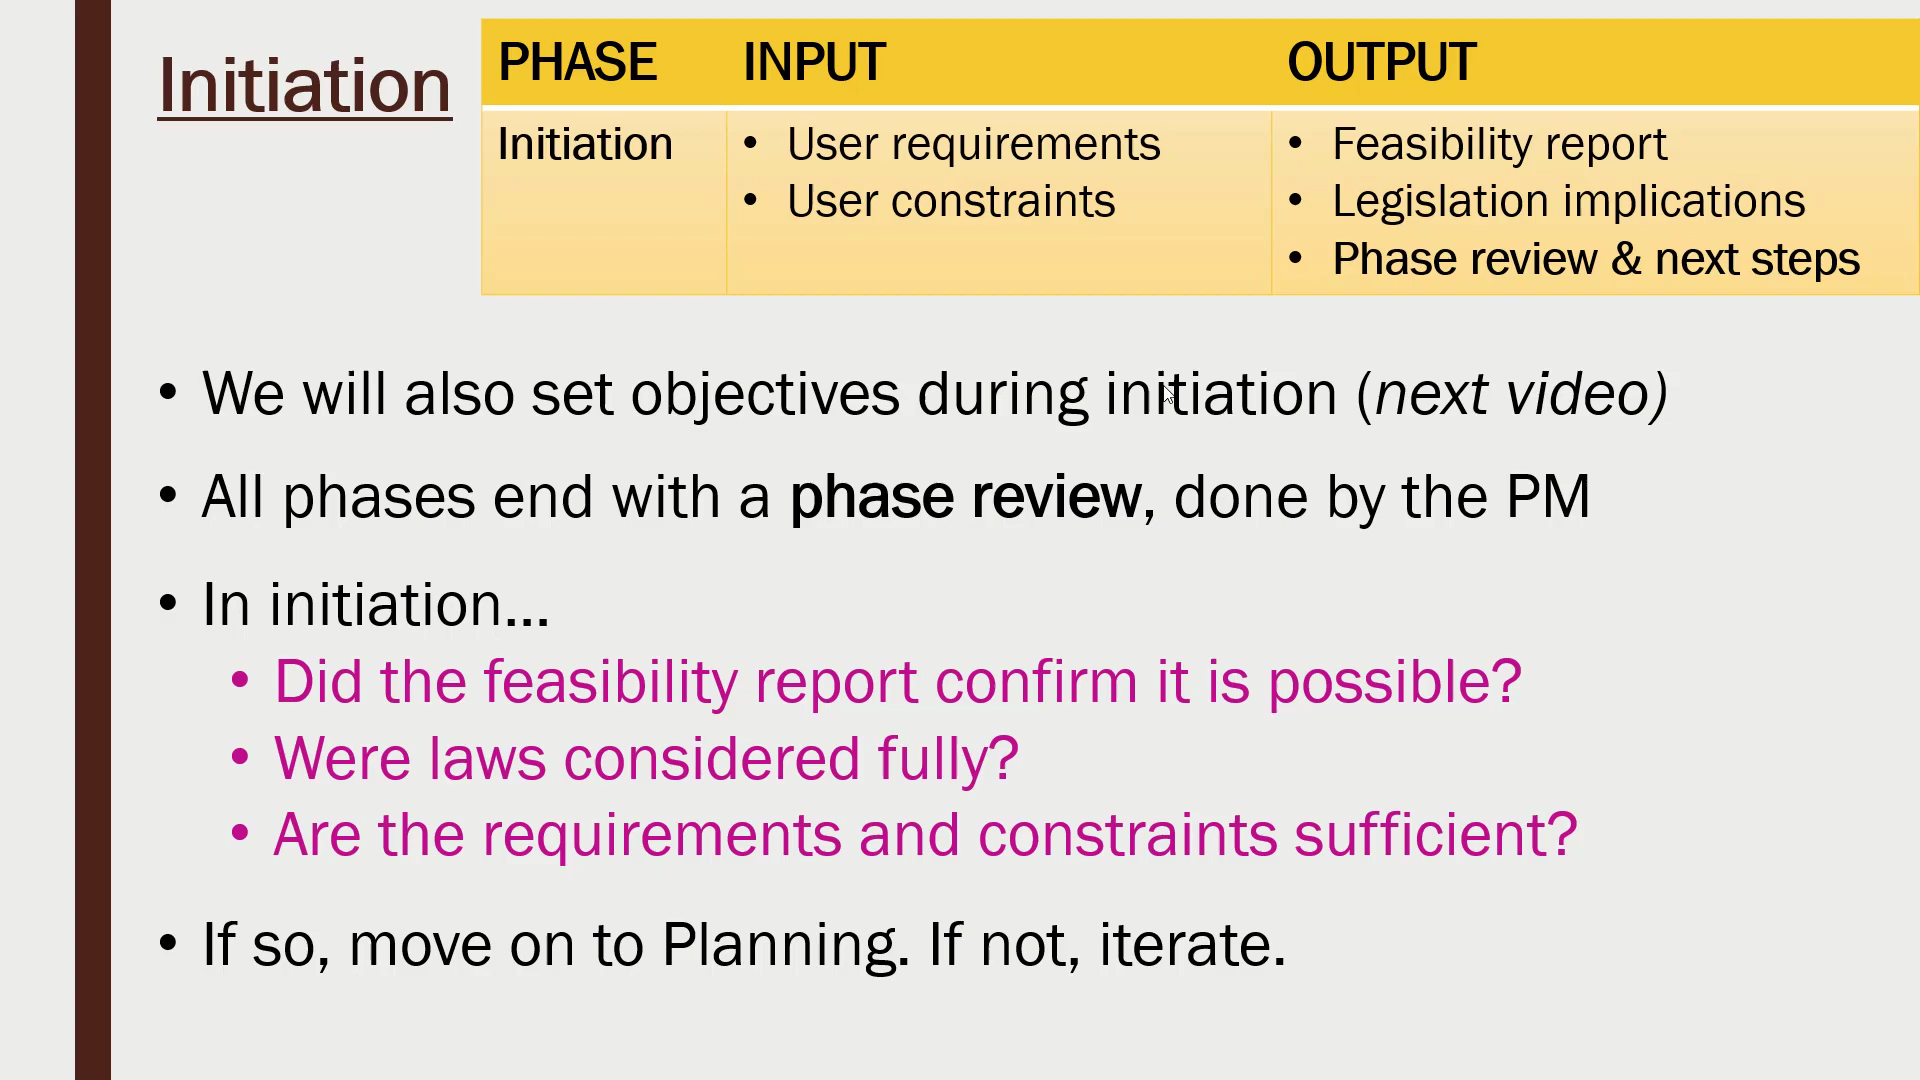 Initiation
PHASE INPUT OUTPUT
Initiation • User requirements • Feasibility report
• User constraints • Legislation implications
• Phase review & next steps
• We will also set objectives during initiation (next video)
• All phases end with a phase review, done by the PM
• In initiation...
• Did the feasibility report confirm it is possible?
• Were laws considered fully?
• Are the requirements and constraints sufficient?
• If so, move on to Planning. If not, iterate.